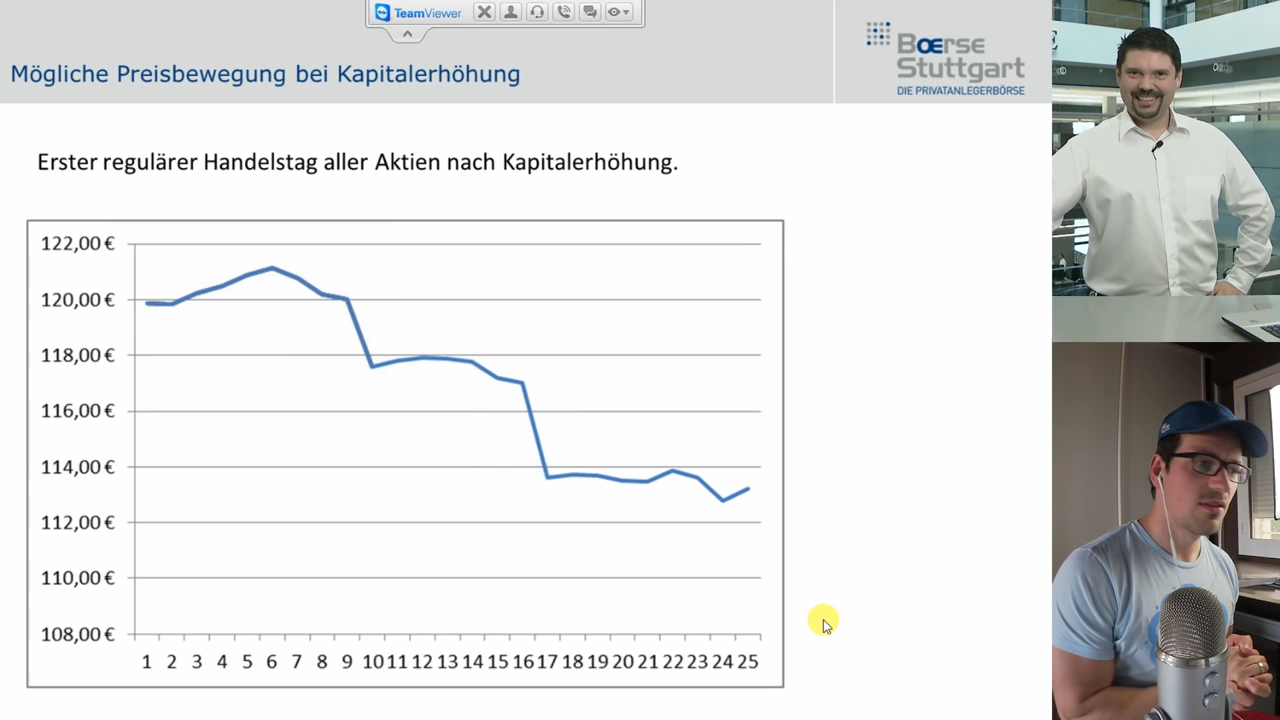 TeamViewer
Mögliche Preisbewegung bei Kapitalerhöhung
Boerse
Stuttgart
DIE PRIVATANLEGERBÖRSE
E
Erster regulärer Handelstag aller Aktien nach Kapitalerhöhung.
122,00 €
120,00 €
118,00 €
116,00 €
114,00 €
112,00 €
110,00 €
108,00 €
1 2 3 4 5 6 7 8 9 10 11 12 13 14 15 16 17 18 19 20 21 22 23 24 25